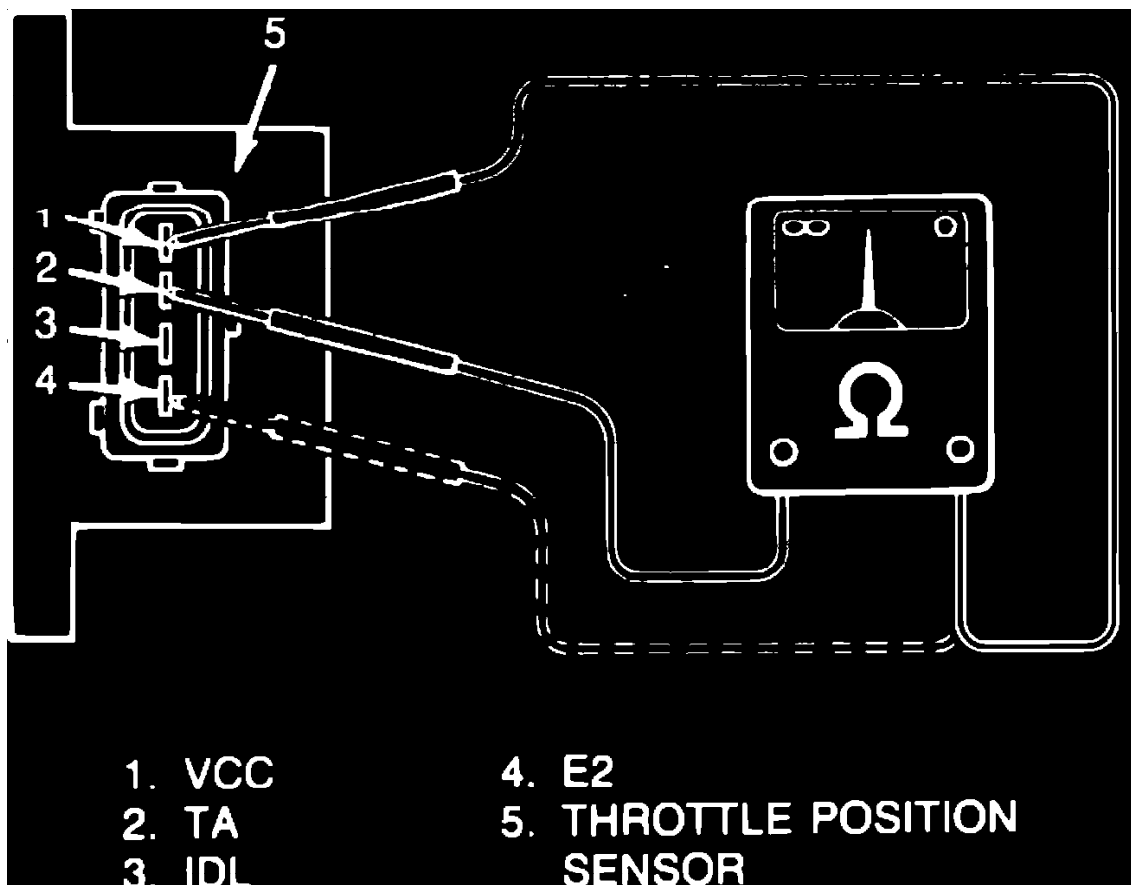 5
1
2
3
4
Ω
1. VCC
2. TA
3. IDL
4. E2
5. THROTTLE POSITION
SENSOR